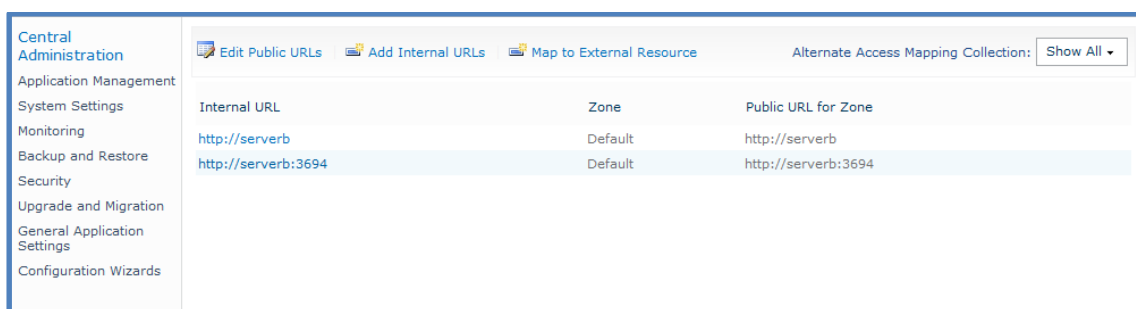 Central
Administration
Application Management
System Settings
Monitoring
Backup and Restore
Security
Upgrade and Migration
General Application
Settings
Configuration Wizards
Edit Public URLs Add Internal URLs Map to External Resource Alternate Access Mapping Collection: Show All
Internal URL Zone Public URL for Zone
http://serverb Default http://serverb
http://serverb:3694 Default http://serverb:3694